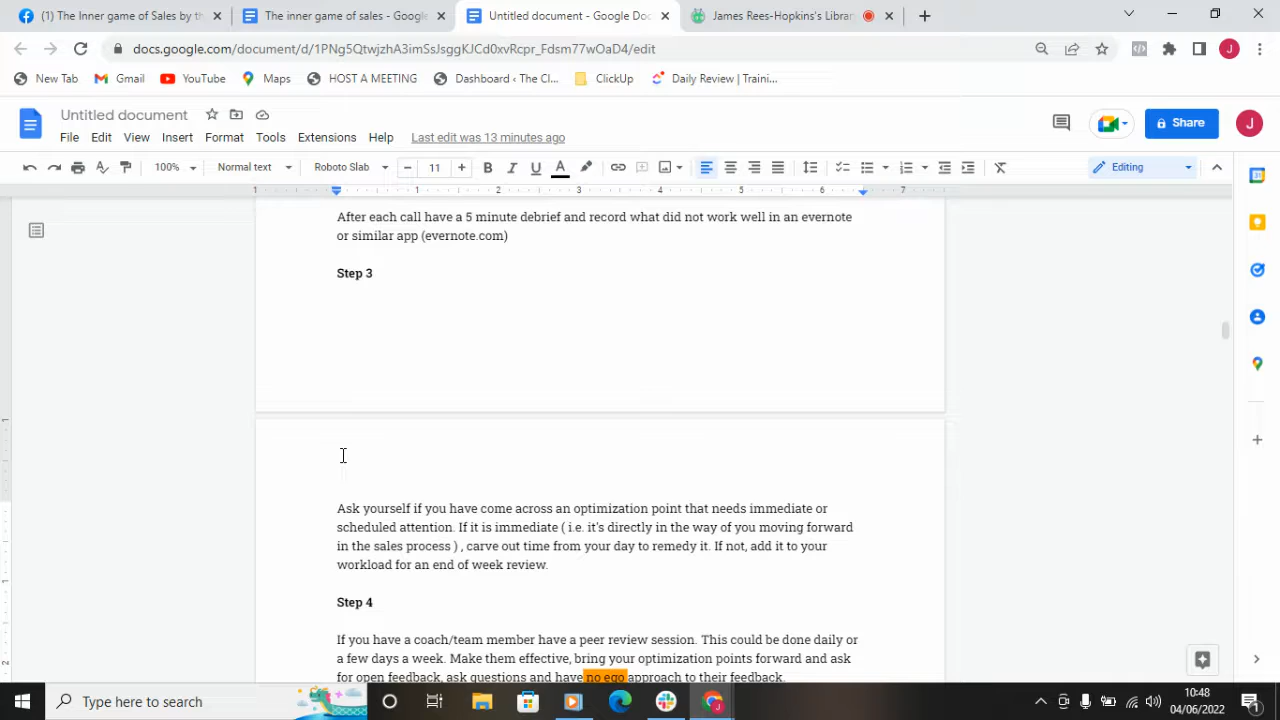 (1) The Inner game of Sales by th
The inner game of sales - Google
Untitled document - Google Doc
James Rees-Hopkins's Librar
docs.google.com/document/d/1PNg5QtwjzhA3imSsJsggKJCd0xvRcpr_Fdsm77wOaD4/edit
J
New Tab
Gmail
YouTube
Maps
HOST A MEETING
Dashboard ‹ The Cl...
ClickUp
Daily Review | Traini...
Untitled document
File Edit View Insert Format Tools Extensions Help Last edit was 13 minutes ago
Share
J
100% Normal text Roboto Slab 11 B I U A Editing
1 1 2 3 4 5 6 7
After each call have a 5 minute debrief and record what did not work well in an evernote
or similar app (evernote.com)
Step 3
Ask yourself if you have come across an optimization point that needs immediate or
scheduled attention. If it is immediate ( i.e. it's directly in the way of you moving forward
in the sales process ) , carve out time from your day to remedy it. If not, add it to your
workload for an end of week review.
Step 4
If you have a coach/team member have a peer review session. This could be done daily or
a few days a week. Make them effective, bring your optimization points forward and ask
for open feedback, ask questions and have no ego approach to their feedback.
Type here to search
10:48
04/06/2022
1